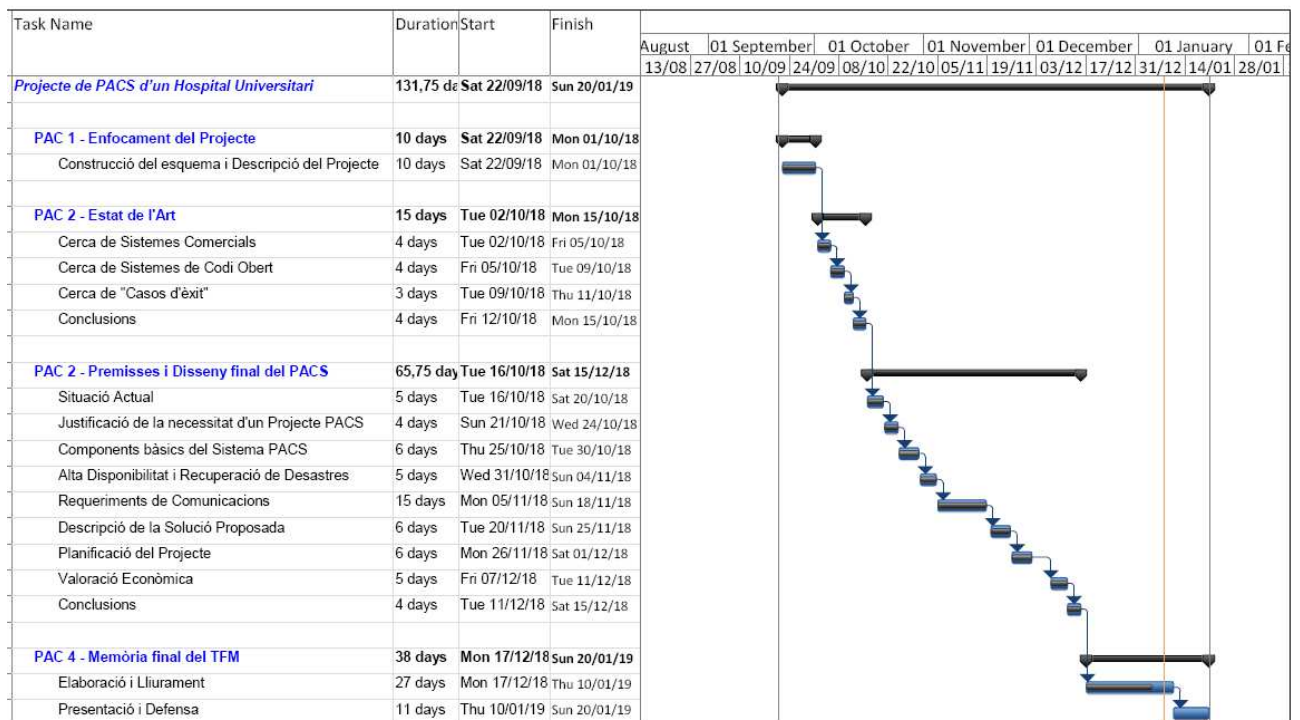 Task Name Duration Start Finish
August 01 September 01 October 01 November 01 December 01 January 01 Fe
13/08 27/08 10/09 24/09 08/10 22/10 05/11 19/11 03/12 17/12 31/12 14/01 28/01
Projecte de PACS d'un Hospital Universitari 131,75 da Sat 22/09/18 Sun 20/01/19
PAC 1 - Enfocament del Projecte 10 days Sat 22/09/18 Mon 01/10/18
Construcció del esquema i Descripció del Projecte 10 days Sat 22/09/18 Mon 01/10/18
PAC 2 - Estat de l'Art 15 days Tue 02/10/18 Mon 15/10/18
Cerca de Sistemes Comercials 4 days Tue 02/10/18 Fri 05/10/18
Cerca de Sistemes de Codi Obert 4 days Fri 05/10/18 Tue 09/10/18
Cerca de "Casos d'èxit" 3 days Tue 09/10/18 Thu 11/10/18
Conclusions 4 days Fri 12/10/18 Mon 15/10/18
PAC 2 - Premisses i Disseny final del PACS 65,75 day Tue 16/10/18 Sat 15/12/18
Situació Actual 5 days Tue 16/10/18 Sat 20/10/18
Justificació de la necessitat d'un Projecte PACS 4 days Sun 21/10/18 Wed 24/10/18
Components bàsics del Sistema PACS 6 days Thu 25/10/18 Tue 30/10/18
Alta Disponibilitat i Recuperació de Desastres 5 days Wed 31/10/18 Sun 04/11/18
Requeriments de Comunicacions 15 days Mon 05/11/18 Sun 18/11/18
Descripció de la Solució Proposada 6 days Tue 20/11/18 Sun 25/11/18
Planificació del Projecte 6 days Mon 26/11/18 Sat 01/12/18
Valoració Econòmica 5 days Fri 07/12/18 Tue 11/12/18
Conclusions 4 days Tue 11/12/18 Sat 15/12/18
PAC 4 - Memòria final del TFM 38 days Mon 17/12/18 Sun 20/01/19
Elaboració i Lliurament 27 days Mon 17/12/18 Thu 10/01/19
Presentació i Defensa 11 days Thu 10/01/19 Sun 20/01/19